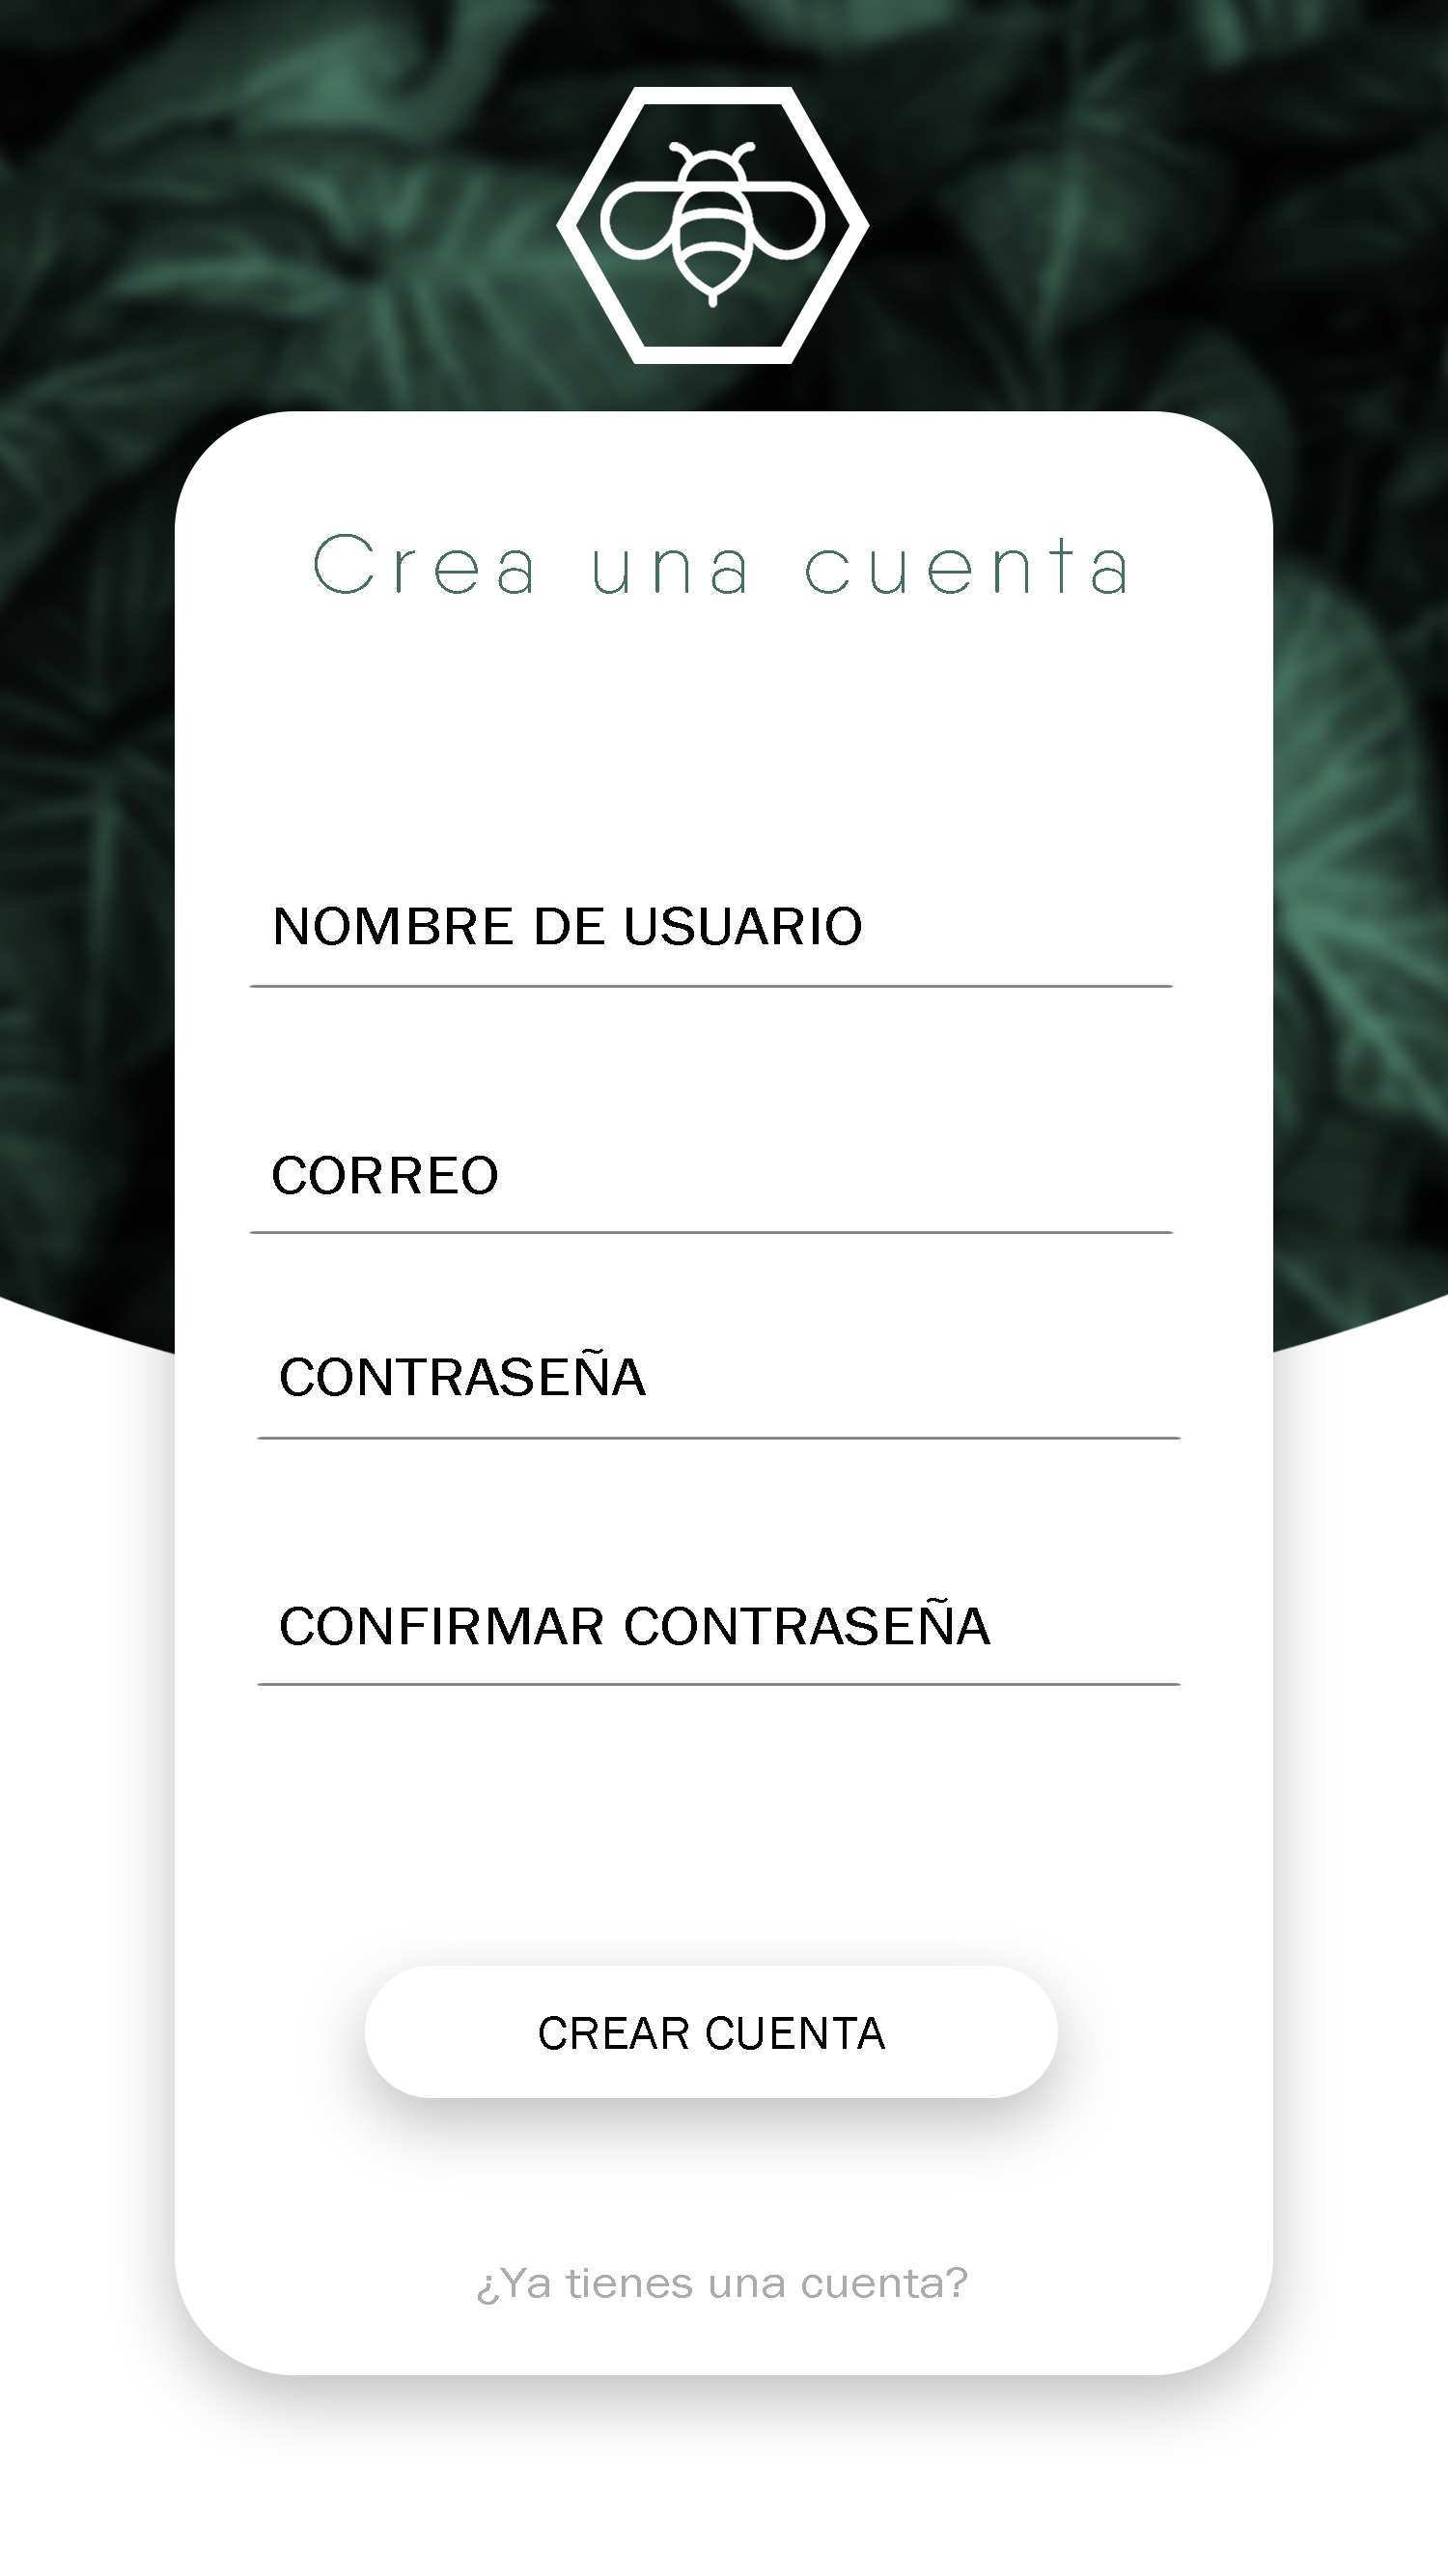 Crea una cuenta
NOMBRE DE USUARIO
CORREO
CONTRASEÑA
CONFIRMAR CONTRASEÑA
CREAR CUENTA
¿Ya tienes una cuenta?